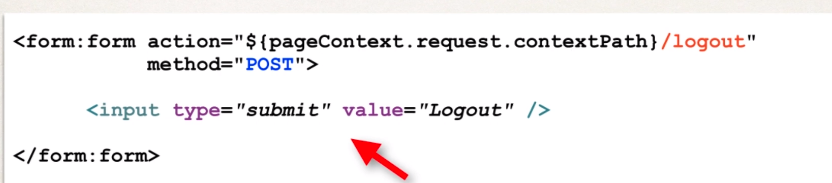 <form:form action="${pageContext.request.contextPath}/logout"
method="POST">
<input type="submit" value="Logout" />
</form:form>